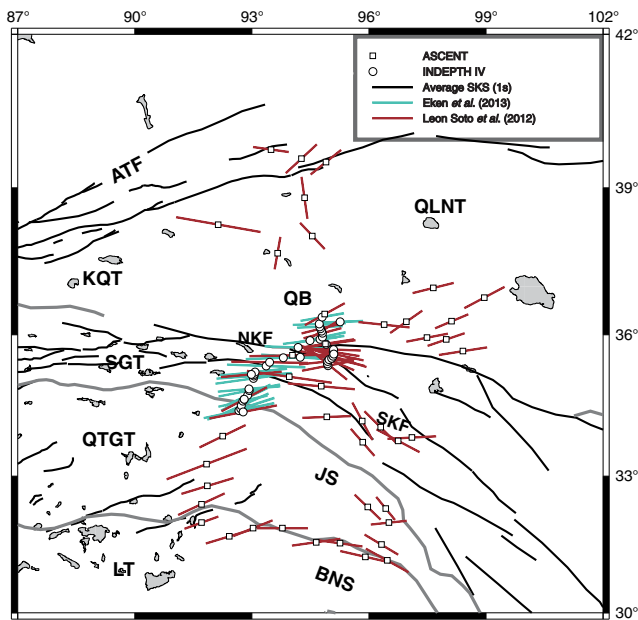 87° 90° 93° 96° 99° 102°
42°
ASCENT
INDEPTH IV
Average SKS (1s)
Eken et al. (2013)
Leon Soto et al. (2012)
ATF
39°
QLNT
KQT
QB
36°
NKF
SGT
SKF
QTGT
JS
33°
LT
BNS
30°